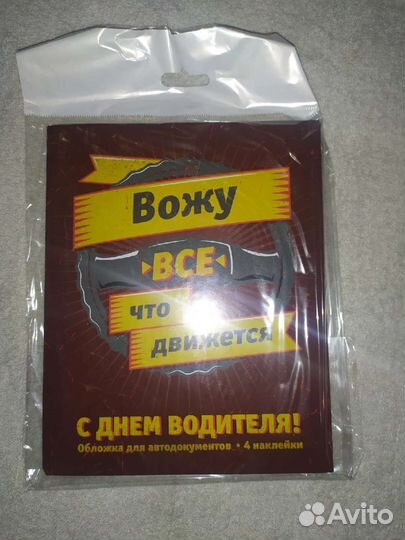 Вожу
ВСЕ
что
движется
С ДНЕМ ВОДИТЕЛЯ!
Обложка для автодокументов • 4 наклейки
Avito